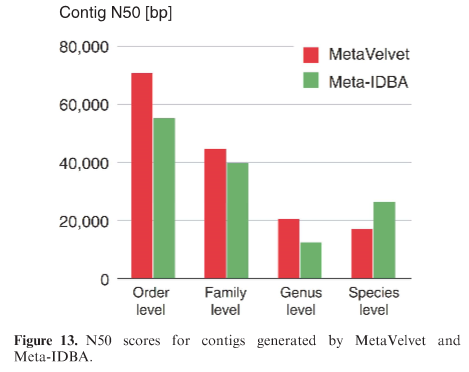 Contig N50 [bp]
80,000
60,000
40,000
20,000
0
MetaVelvet
Meta-IDBA
Order level
Family level
Genus level
Species level
Figure 13. N50 scores for contigs generated by MetaVelvet and
Meta-IDBA.